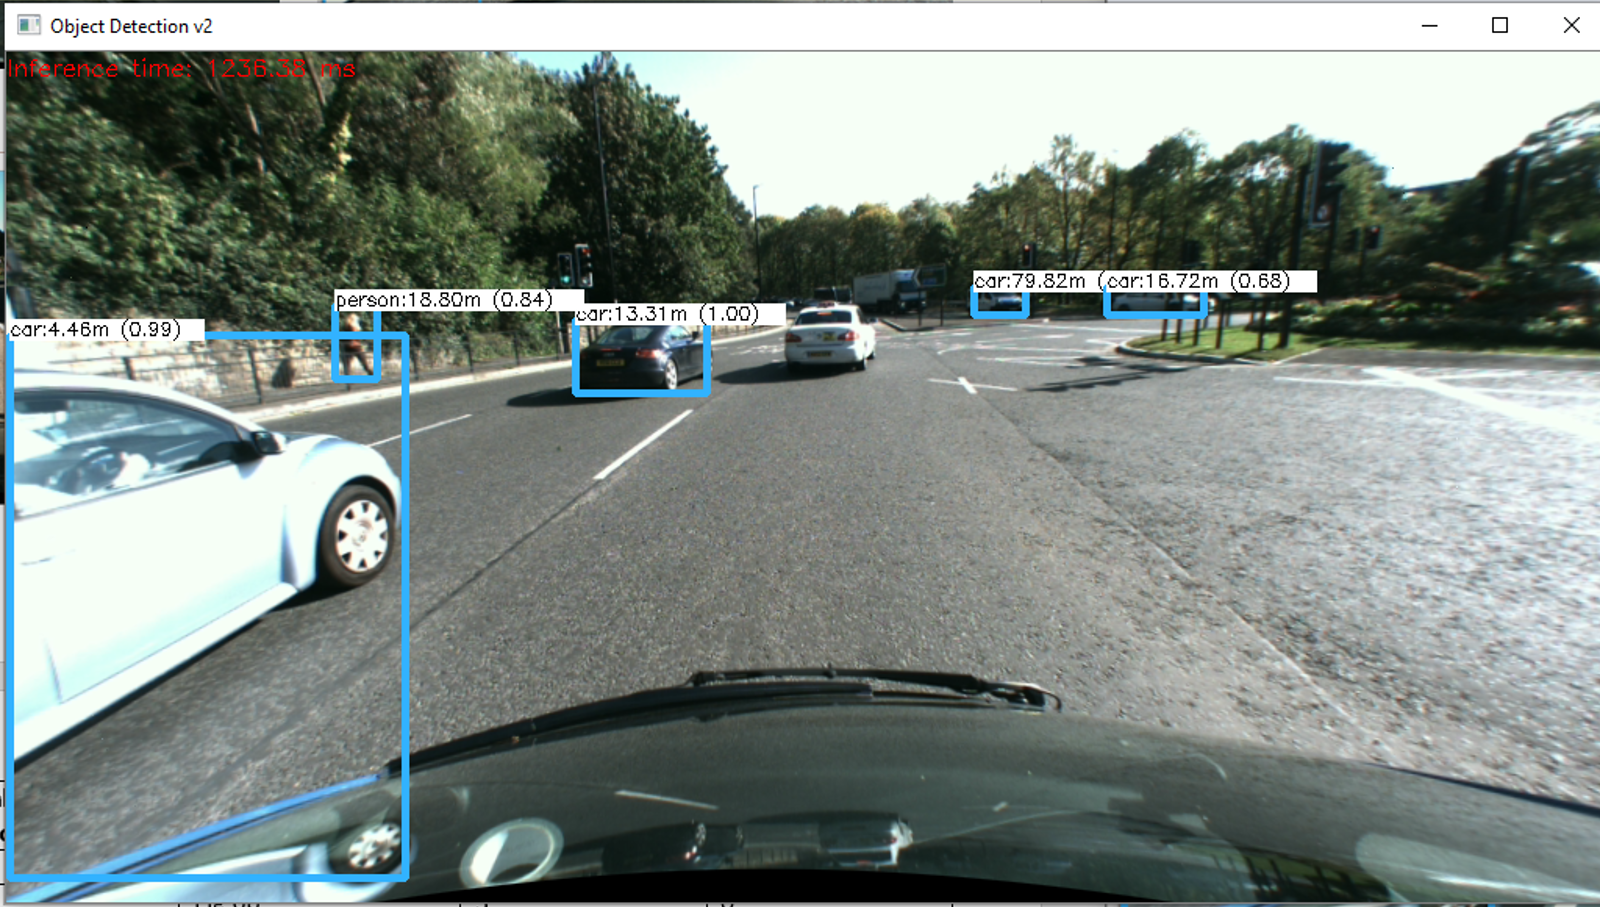 Object Detection v2
Inference time: 1236.38 ms
car:79.82m (
car:16.72m (0.68)
person:18.80m (0.84)
car:13.31m (1.00)
car:4.46m (0.99)